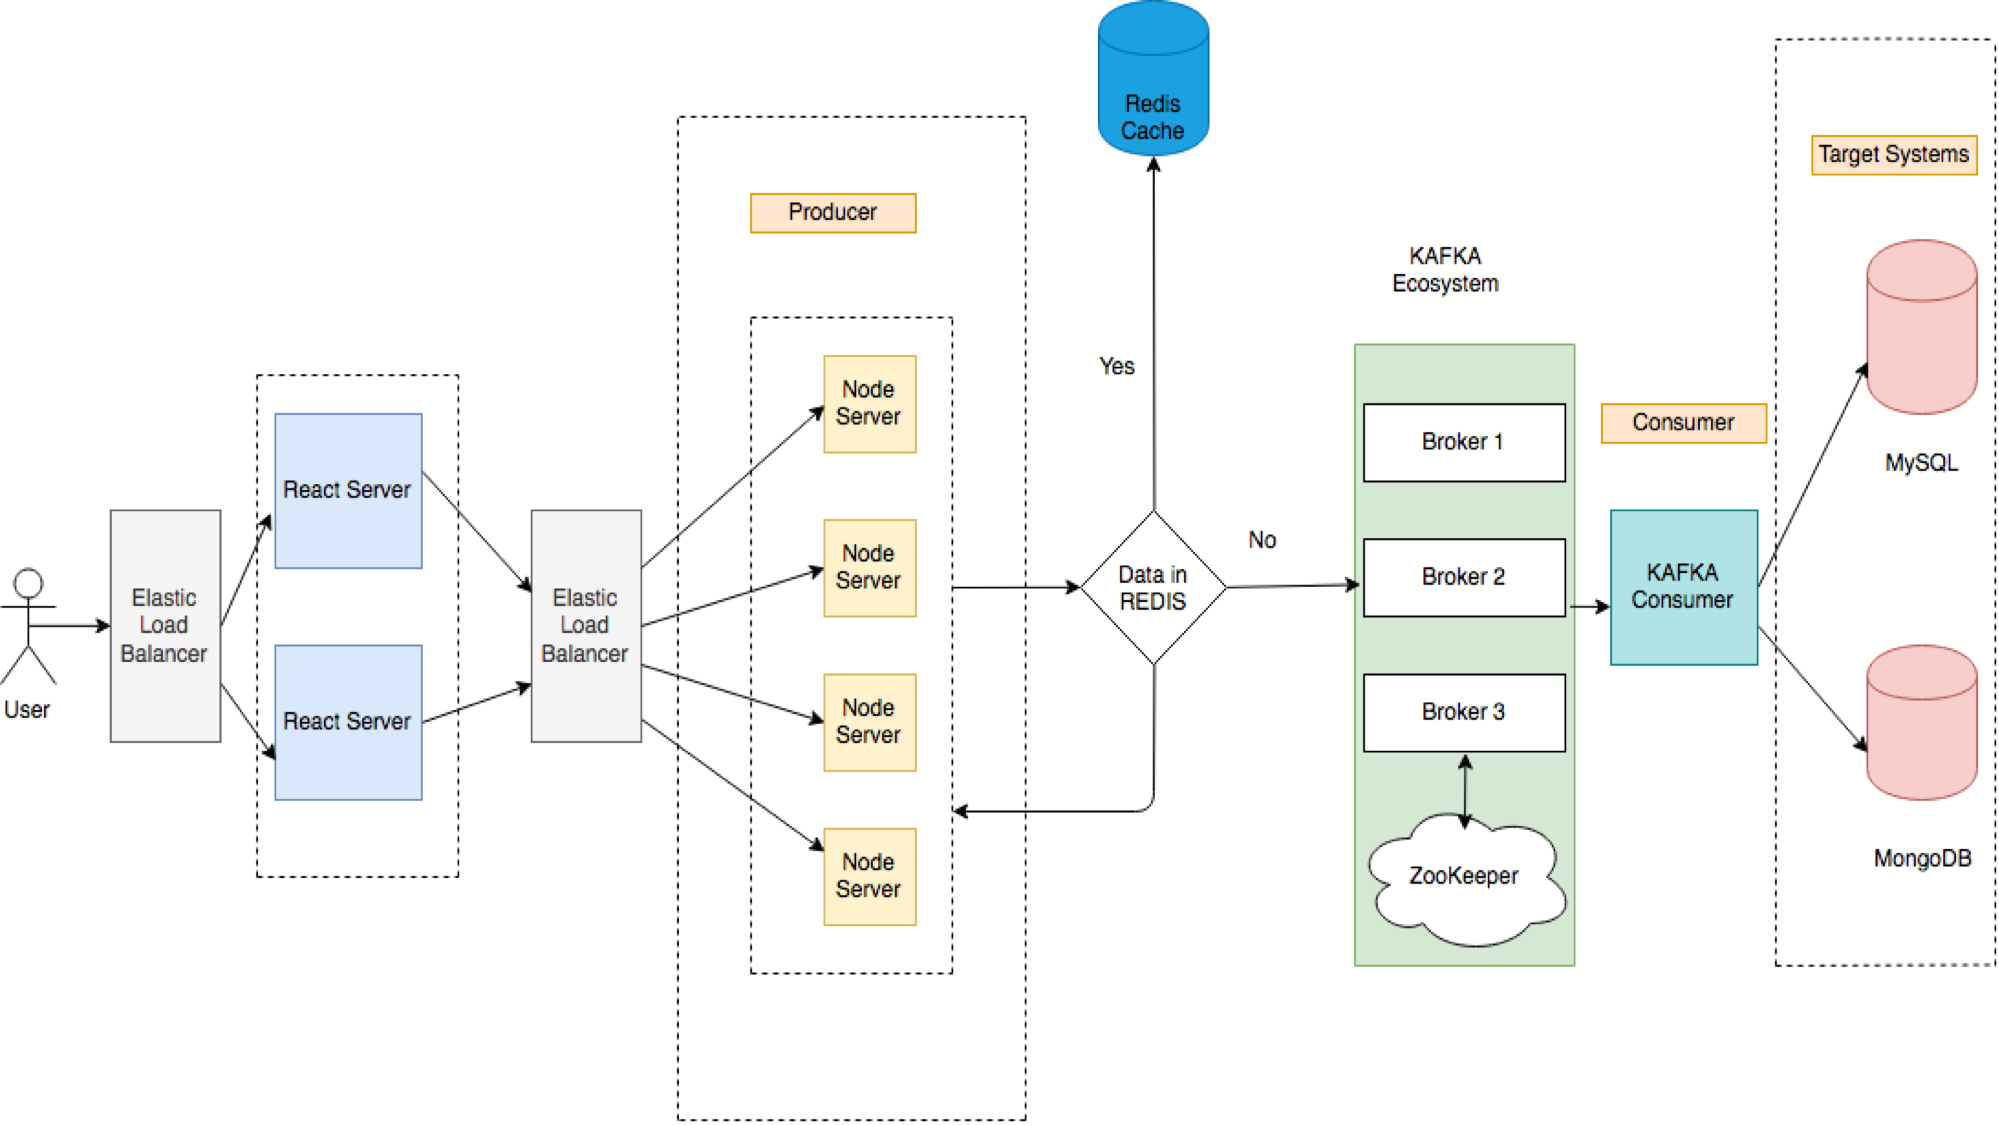 User
Elastic
Load
Balancer
React Server
React Server
Elastic
Load
Balancer
Producer
Node
Server
Node
Server
Node
Server
Node
Server
Redis
Cache
Yes
Data in
REDIS
No
KAFKA
Ecosystem
Broker 1
Broker 2
Broker 3
ZooKeeper
Consumer
KAFKA
Consumer
Target Systems
MySQL
MongoDB